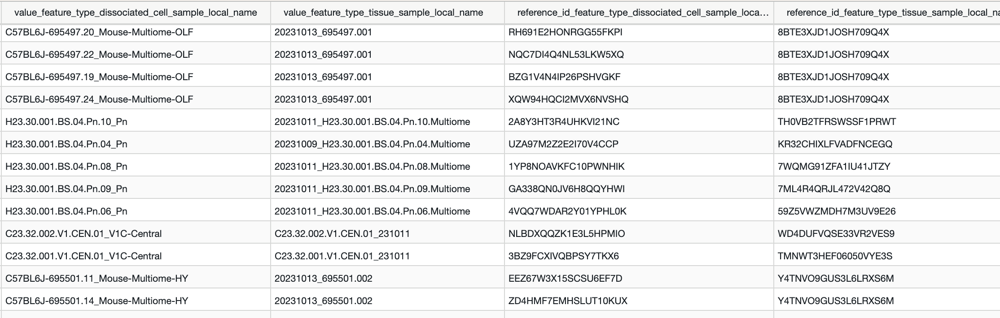 value_feature_type_dissociated_cell_sample_local_name value_feature_type_tissue_sample_local_name reference_id_feature_type_dissociated_cell_sample_loca... reference_id_feature_type_tissue_sample_local_na
C57BL6J-695497.20_Mouse-Multiome-OLF 20231013_695497.001 RH691E2HONRGG55FKPI 8BTE3XJD1JOSH709Q4X
C57BL6J-695497.22_Mouse-Multiome-OLF 20231013_695497.001 NQC7DI4Q4NL53LKW5XQ 8BTE3XJD1JOSH709Q4X
C57BL6J-695497.19_Mouse-Multiome-OLF 20231013_695497.001 BZG1V4N4IP26PSHVGKF 8BTE3XJD1JOSH709Q4X
C57BL6J-695497.24_Mouse-Multiome-OLF 20231013_695497.001 XQW94HQCI2MVX6NVSHQ 8BTE3XJD1JOSH709Q4X
H23.30.001.BS.04.Pn.10_Pn 20231011_H23.30.001.BS.04.Pn.10.Multiome 2A8Y3HT3R4UHKVI21NC TH0VB2TFRSWSSF1PRWT
H23.30.001.BS.04.Pn.04_Pn 20231009_H23.30.001.BS.04.Pn.04.Multiome UZA97M2Z2E2I70V4CCP KR32CHIXLFVADFNCEGQ
H23.30.001.BS.04.Pn.08_Pn 20231011_H23.30.001.BS.04.Pn.08.Multiome 1YP8NOAVKFC10PWNHIK 7WQMG91ZFA1IU41JTZY
H23.30.001.BS.04.Pn.09_Pn 20231011_H23.30.001.BS.04.Pn.09.Multiome GA338QN0JV6H8QQYHWI 7ML4R4QRJL472V42Q8Q
H23.30.001.BS.04.Pn.06_Pn 20231011_H23.30.001.BS.04.Pn.06.Multiome 4VQQ7WDAR2Y01YPHL0K 59Z5VWZMDH7M3UV9E26
C23.32.002.V1.CEN.01_V1C-Central C23.32.002.V1.CEN.01_231011 NLBDXQQZK1E3L5HPMIO WD4DUFVQSE33VR2VES9
C23.32.001.V1.CEN.01_V1C-Central C23.32.001.V1.CEN.01_231011 3BZ9FCXIVQBPSY7TKX6 TMNWT3HEF06050VYE3S
C57BL6J-695501.11_Mouse-Multiome-HY 20231013_695501.002 EEZ67W3X15SCSU6EF7D Y4TNVO9GUS3L6LRXS6M
C57BL6J-695501.14_Mouse-Multiome-HY 20231013_695501.002 ZD4HMF7EMHSLUT10KUX Y4TNVO9GUS3L6LRXS6M